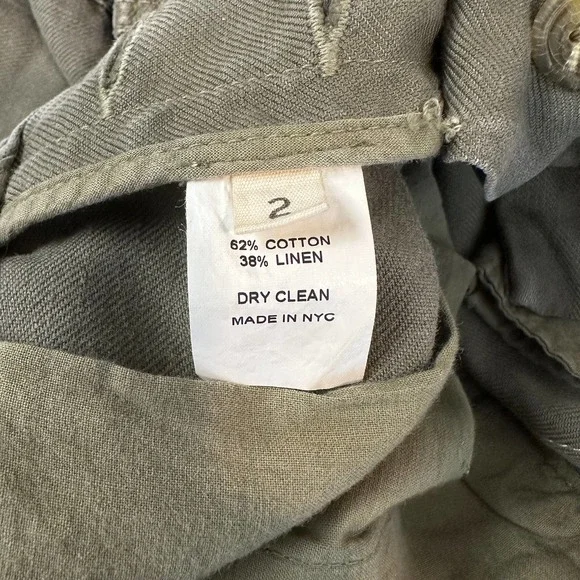 2
62% COTTON
38% LINEN
DRY CLEAN
MADE IN NYC